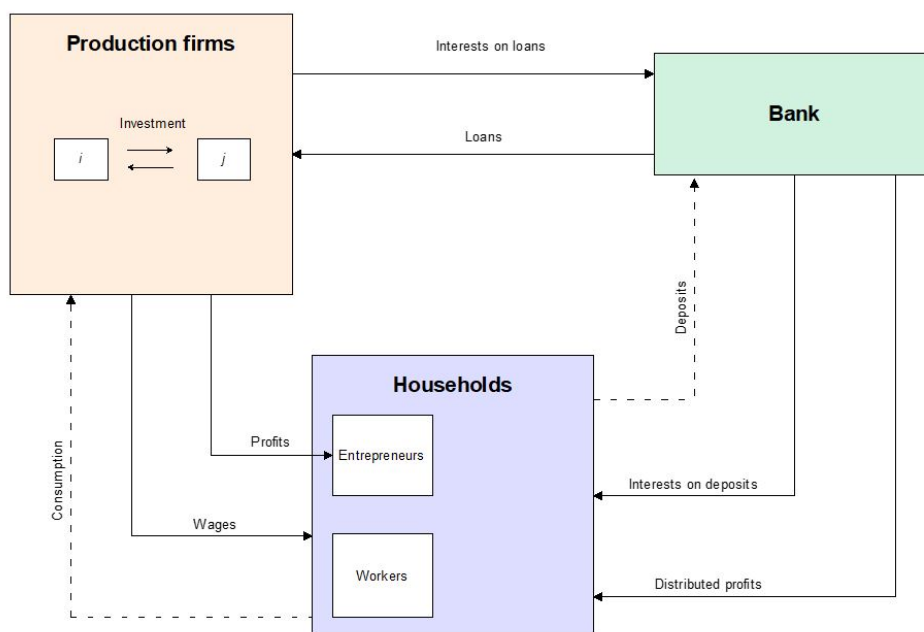 Production firms
Interests on loans
Bank
Investment
i
j
Loans
Deposits
Households
Consumption
Profits
Entrepreneurs
Interests on deposits
Wages
Workers
Distributed profits